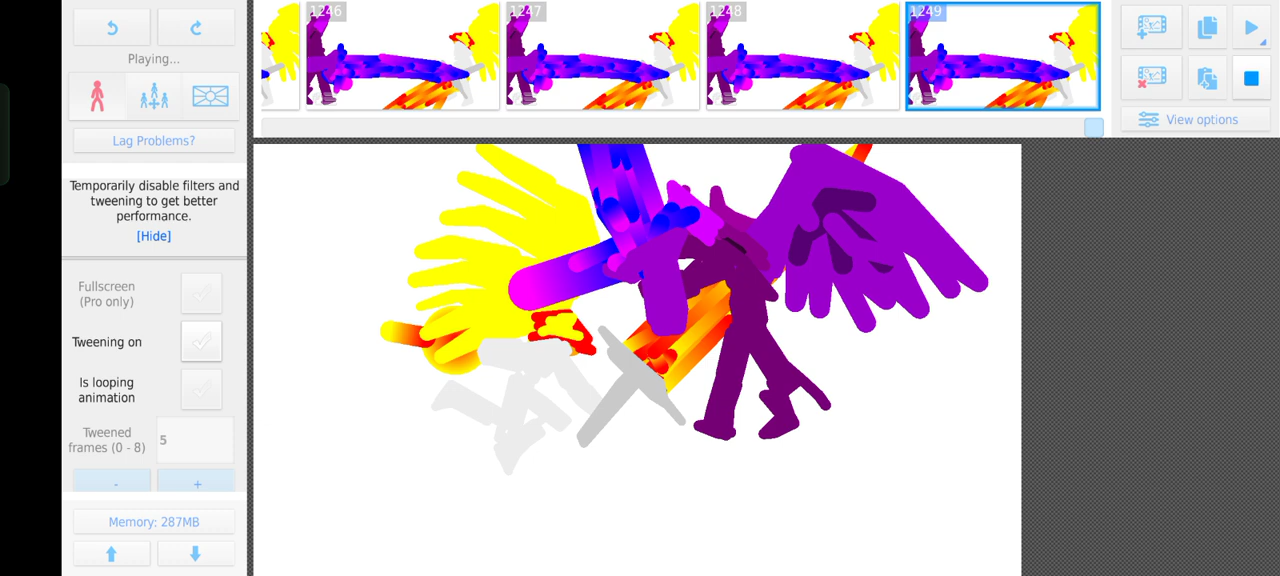 1246
1247
1248
1249
Playing...
Lag Problems?
View options
Temporarily disable filters and
tweening to get better
performance.
[Hide]
Fullscreen
(Pro only)
Tweening on
Is looping
animation
Tweened
frames (0 - 8)
5
-
+
Memory: 287MB